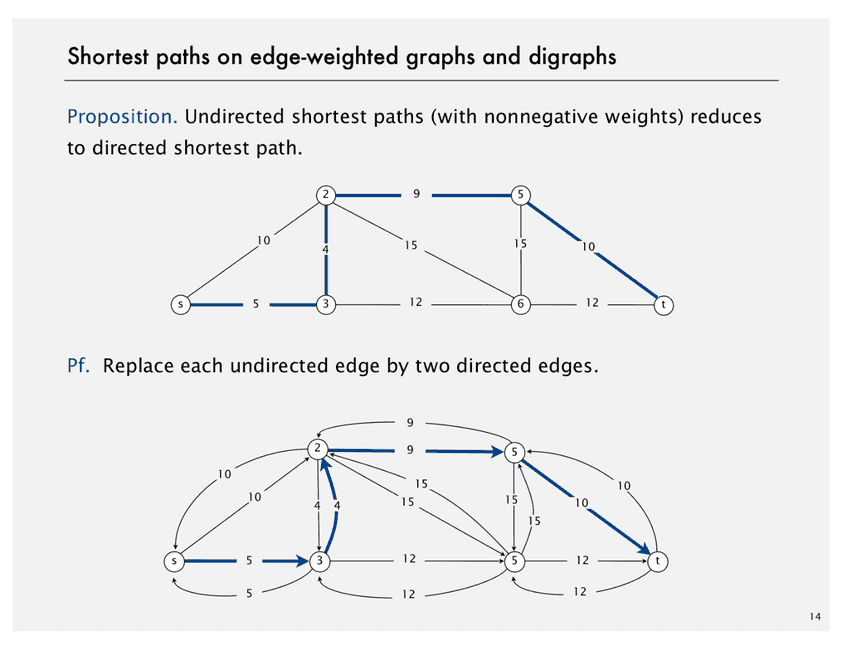 Shortest paths on edge-weighted graphs and digraphs
Proposition. Undirected shortest paths (with nonnegative weights) reduces
to directed shortest path.
2 9 5
10 4 15 15 10
s 5 3 12 6 12 t
Pf. Replace each undirected edge by two directed edges.
9
2 9 5
10 10 4 4 15 15 15 15 10 10
s 5 3 12 5 12 t
5 12 12
14